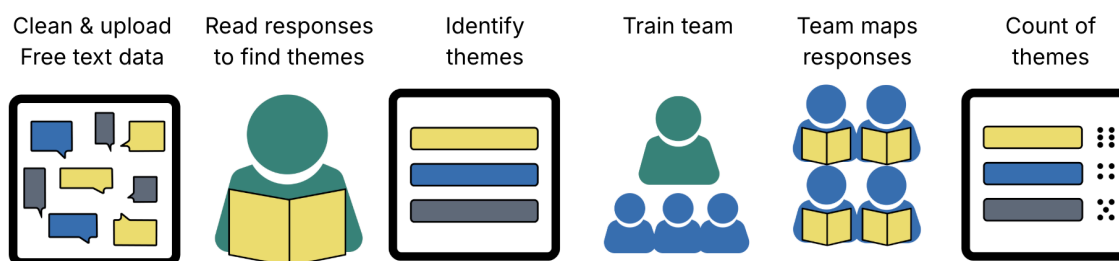 Clean & upload
Free text data
Read responses
to find themes
Identify
themes
Train team
Team maps
responses
Count of
themes